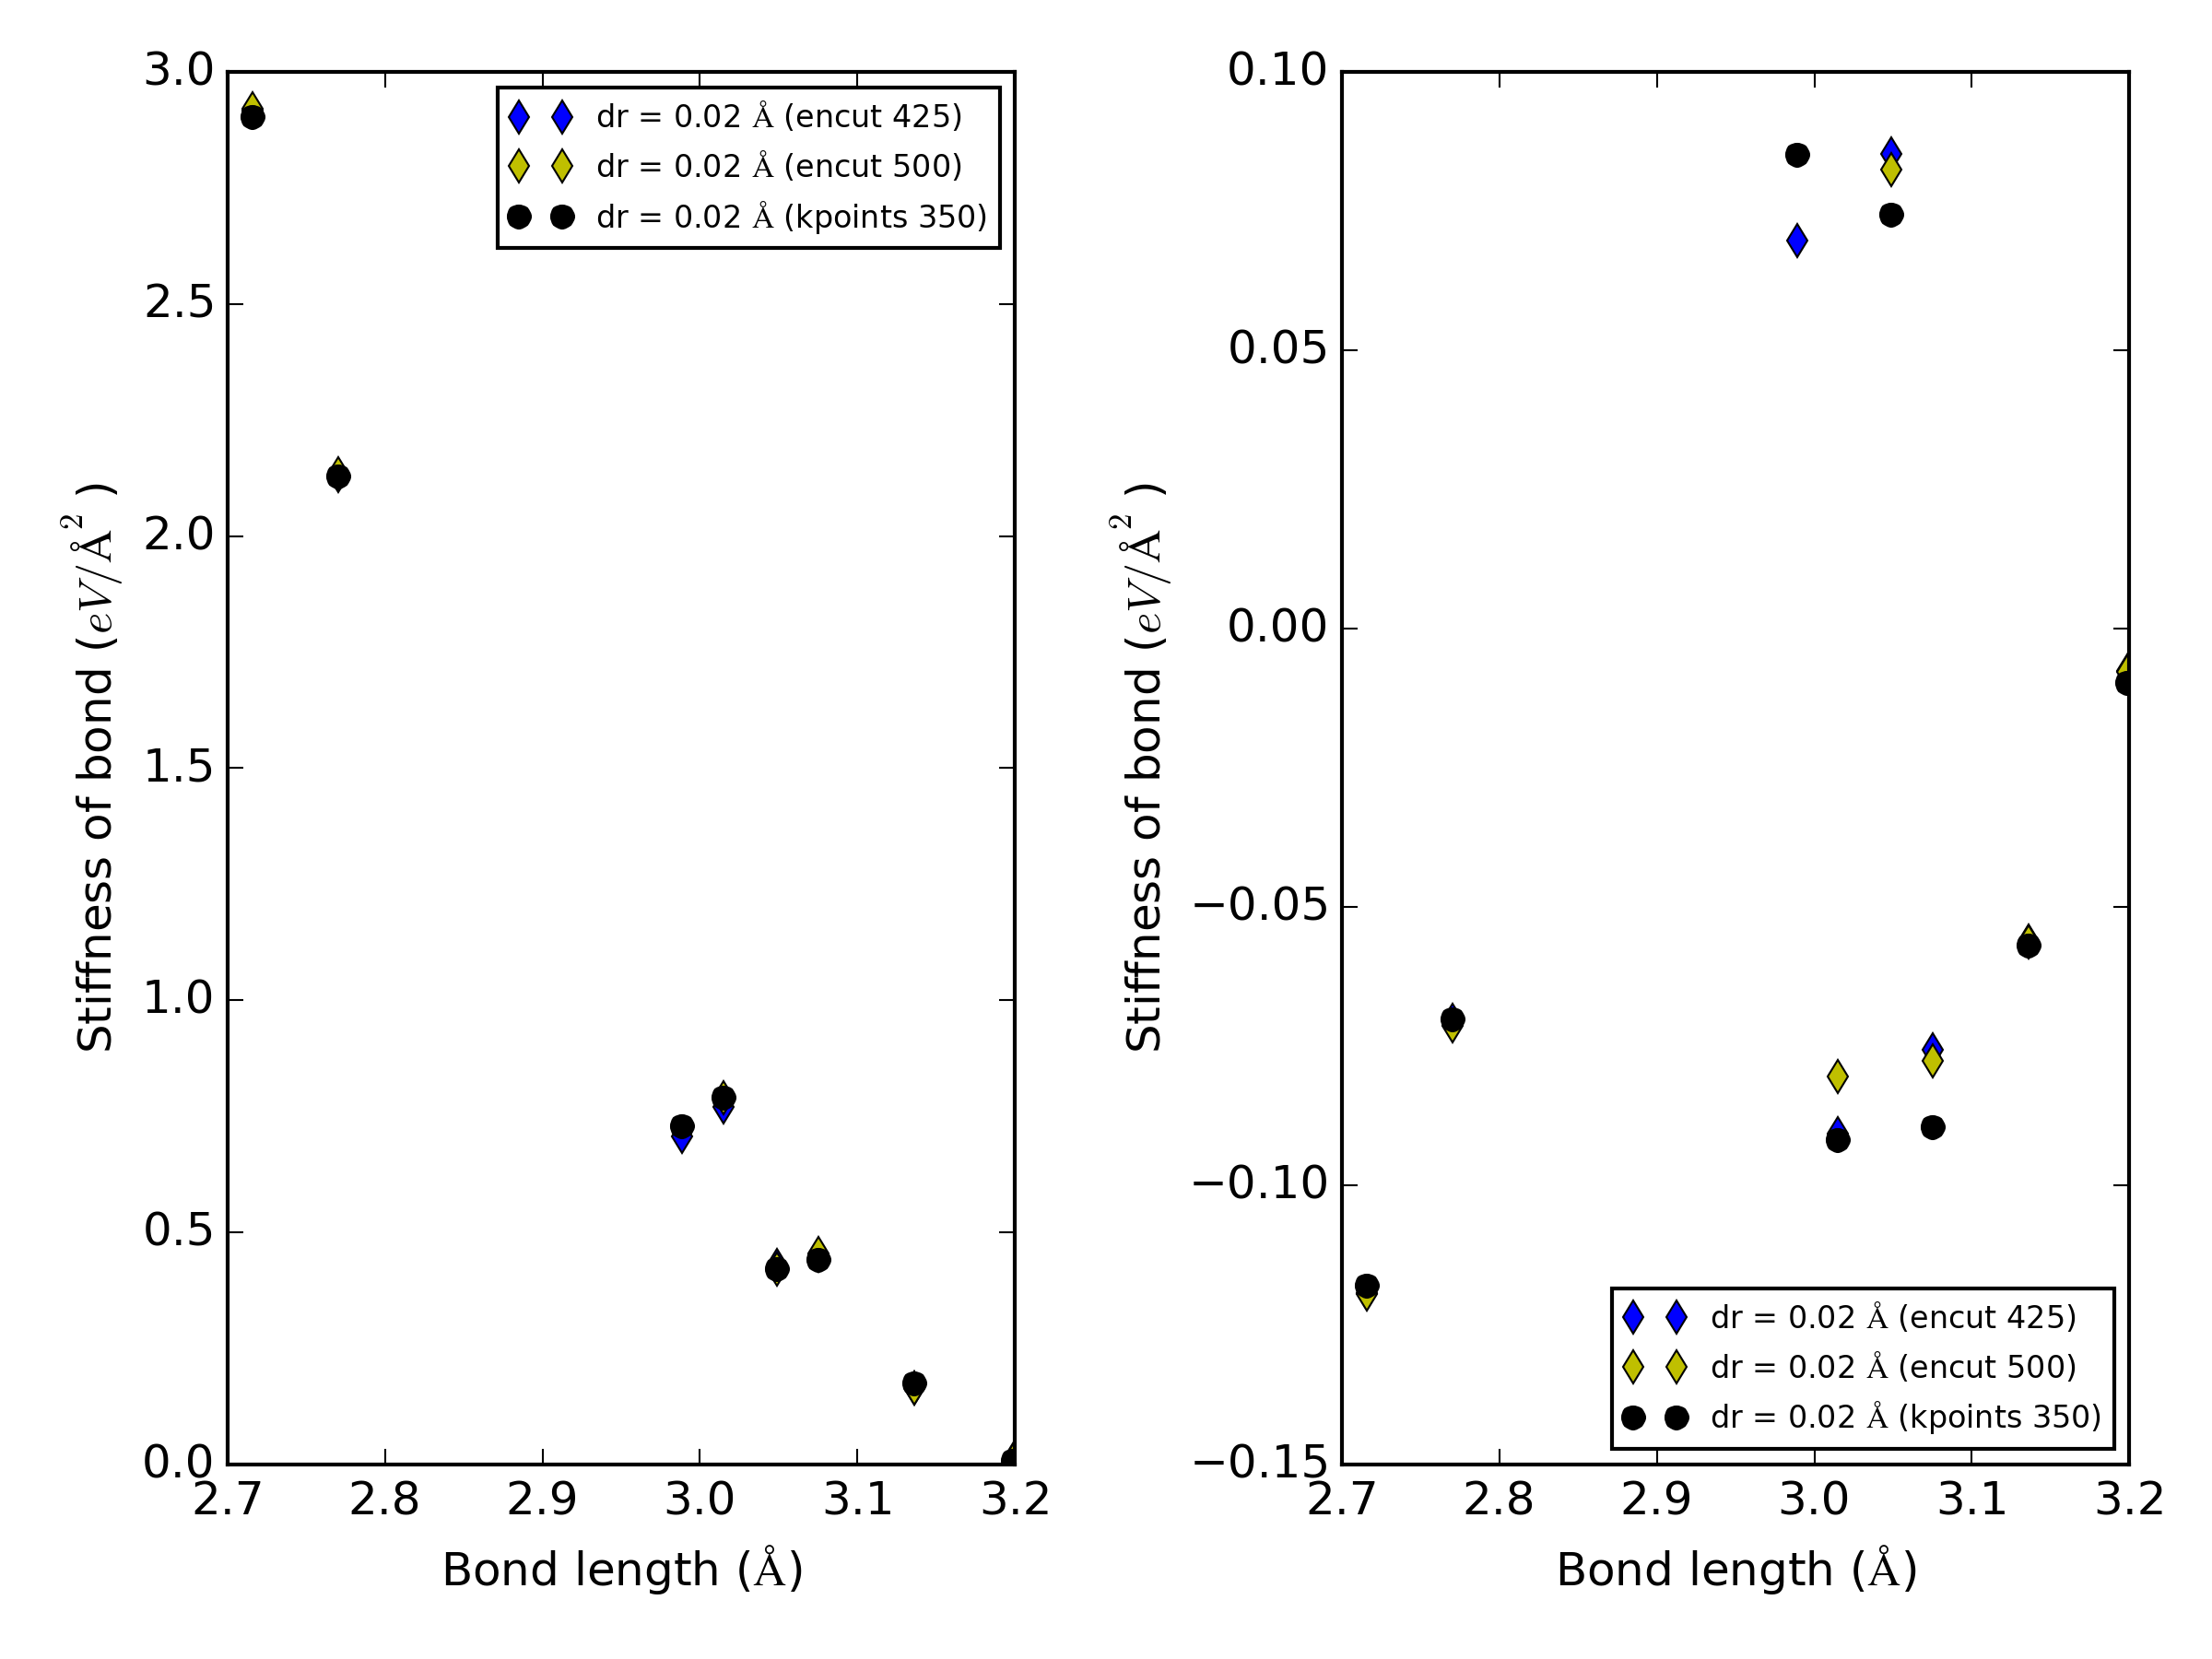 3.0
2.5
2.0
1.5
1.0
0.5
0.0
2.7 2.8 2.9 3.0 3.1 3.2
Stiffness of bond (eV/Å²)
Bond length (Å)
dr = 0.02 Å (encut 425)
dr = 0.02 Å (encut 500)
dr = 0.02 Å (kpoints 350)
0.10
0.05
0.00
−0.05
−0.10
−0.15
2.7 2.8 2.9 3.0 3.1 3.2
Stiffness of bond (eV/Å²)
Bond length (Å)
dr = 0.02 Å (encut 425)
dr = 0.02 Å (encut 500)
dr = 0.02 Å (kpoints 350)